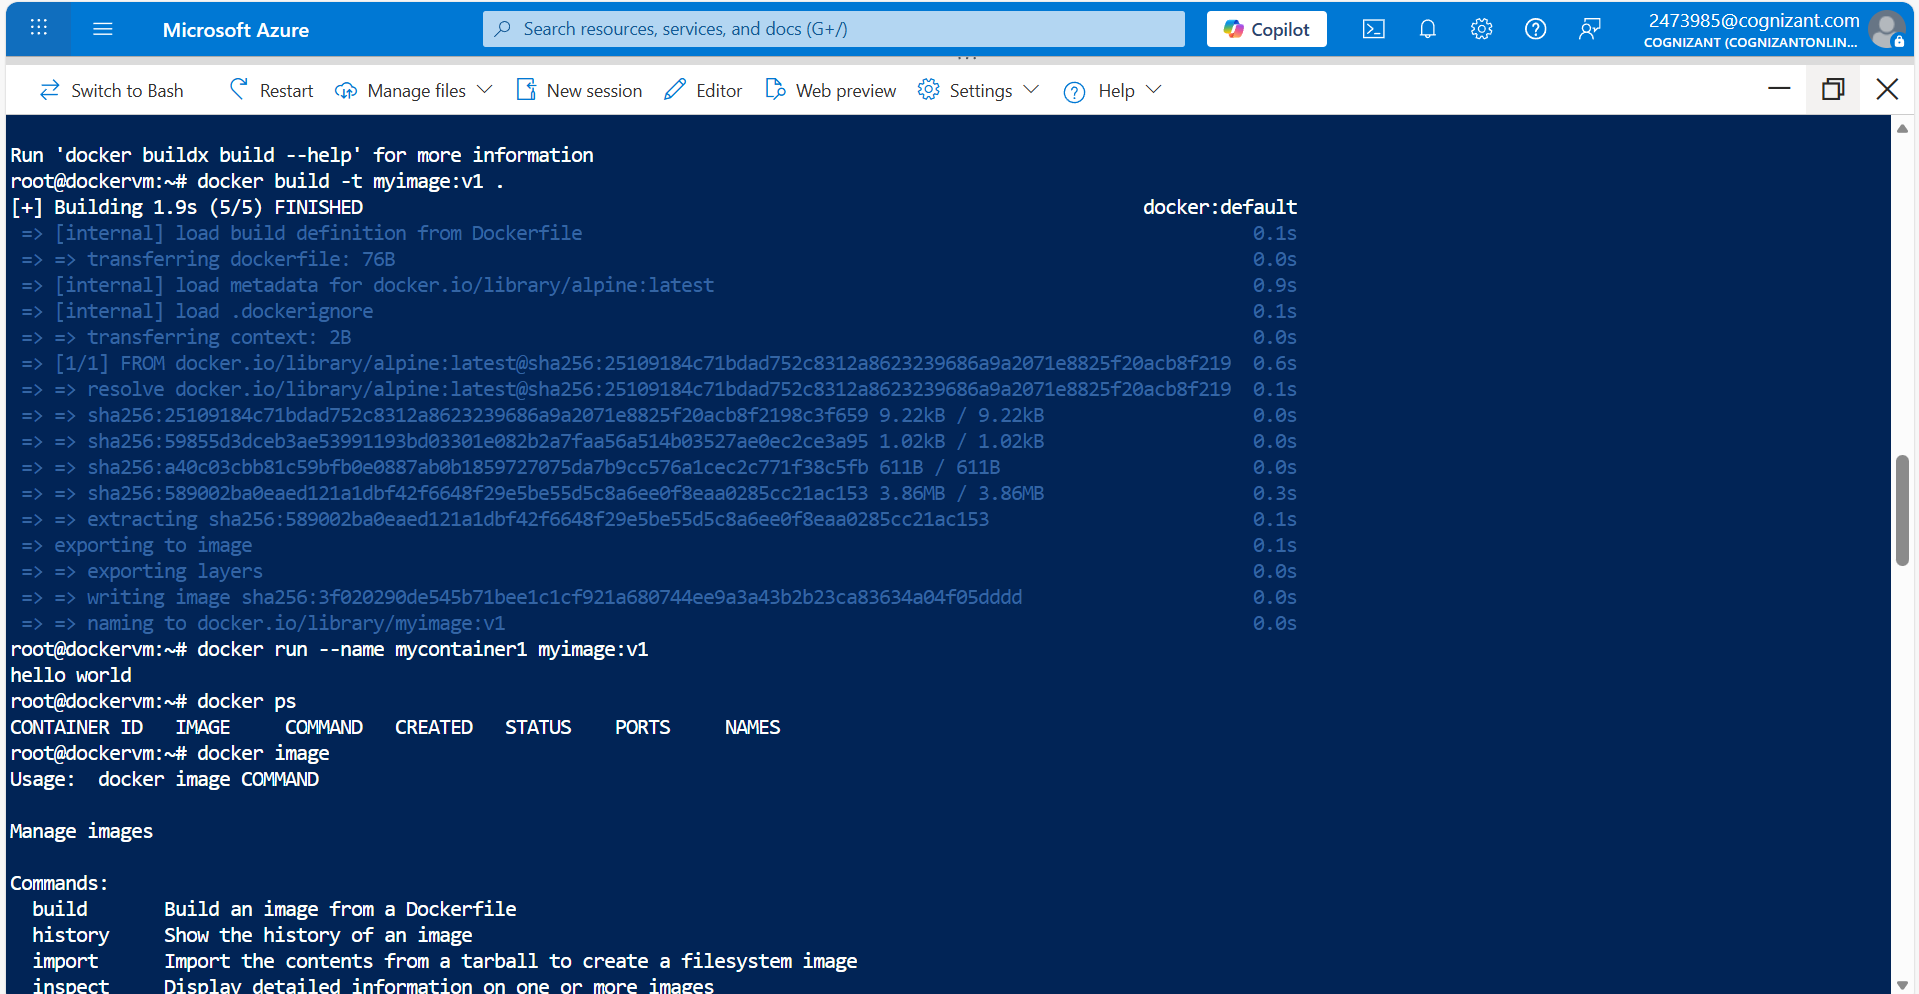 Microsoft Azure
Search resources, services, and docs (G+/)
Copilot
2473985@cognizant.com
COGNIZANT (COGNIZANTONLIN...
Switch to Bash
Restart
Manage files
New session
Editor
Web preview
Settings
Help
Run 'docker buildx build --help' for more information
root@dockervm:~# docker build -t myimage:v1 .
[+] Building 1.9s (5/5) FINISHED docker:default
=> [internal] load build definition from Dockerfile 0.1s
=> => transferring dockerfile: 76B 0.0s
=> [internal] load metadata for docker.io/library/alpine:latest 0.9s
=> [internal] load .dockerignore 0.1s
=> => transferring context: 2B 0.0s
=> [1/1] FROM docker.io/library/alpine:latest@sha256:25109184c71bdad752c8312a8623239686a9a2071e8825f20acb8f219 0.6s
=> => resolve docker.io/library/alpine:latest@sha256:25109184c71bdad752c8312a8623239686a9a2071e8825f20acb8f219 0.1s
=> => sha256:25109184c71bdad752c8312a8623239686a9a2071e8825f20acb8f2198c3f659 9.22kB / 9.22kB 0.0s
=> => sha256:59855d3dceb3ae53991193bd03301e082b2a7faa56a514b03527ae0ec2ce3a95 1.02kB / 1.02kB 0.0s
=> => sha256:a40c03cbb81c59bfb0e0887ab0b1859727075da7b9cc576a1cec2c771f38c5fb 611B / 611B 0.0s
=> => sha256:589002ba0eaed121a1dbf42f6648f29e5be55d5c8a6ee0f8eaa0285cc21ac153 3.86MB / 3.86MB 0.3s
=> => extracting sha256:589002ba0eaed121a1dbf42f6648f29e5be55d5c8a6ee0f8eaa0285cc21ac153 0.1s
=> exporting to image 0.1s
=> => exporting layers 0.0s
=> => writing image sha256:3f020290de545b71bee1c1cf921a680744ee9a3a43b2b23ca83634a04f05dddd 0.0s
=> => naming to docker.io/library/myimage:v1 0.0s
root@dockervm:~# docker run --name mycontainer1 myimage:v1
hello world
root@dockervm:~# docker ps
CONTAINER ID IMAGE COMMAND CREATED STATUS PORTS NAMES
root@dockervm:~# docker image
Usage: docker image COMMAND
Manage images
Commands:
build Build an image from a Dockerfile
history Show the history of an image
import Import the contents from a tarball to create a filesystem image
inspect Display detailed information on one or more images